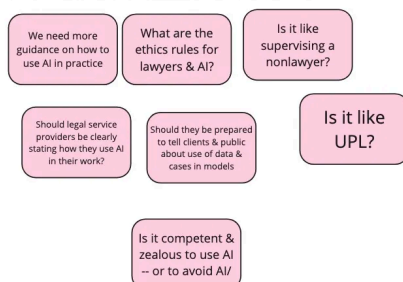 We need more
guidance on how to
use AI in practice
What are the
ethics rules for
lawyers & AI?
Is it like
supervising a
nonlawyer?
Should legal service
providers be clearly
stating how they use AI
in their work?
Should they be prepared
to tell clients & public
about use of data &
cases in models
Is it like
UPL?
Is it competent &
zealous to use AI
-- or to avoid AI/